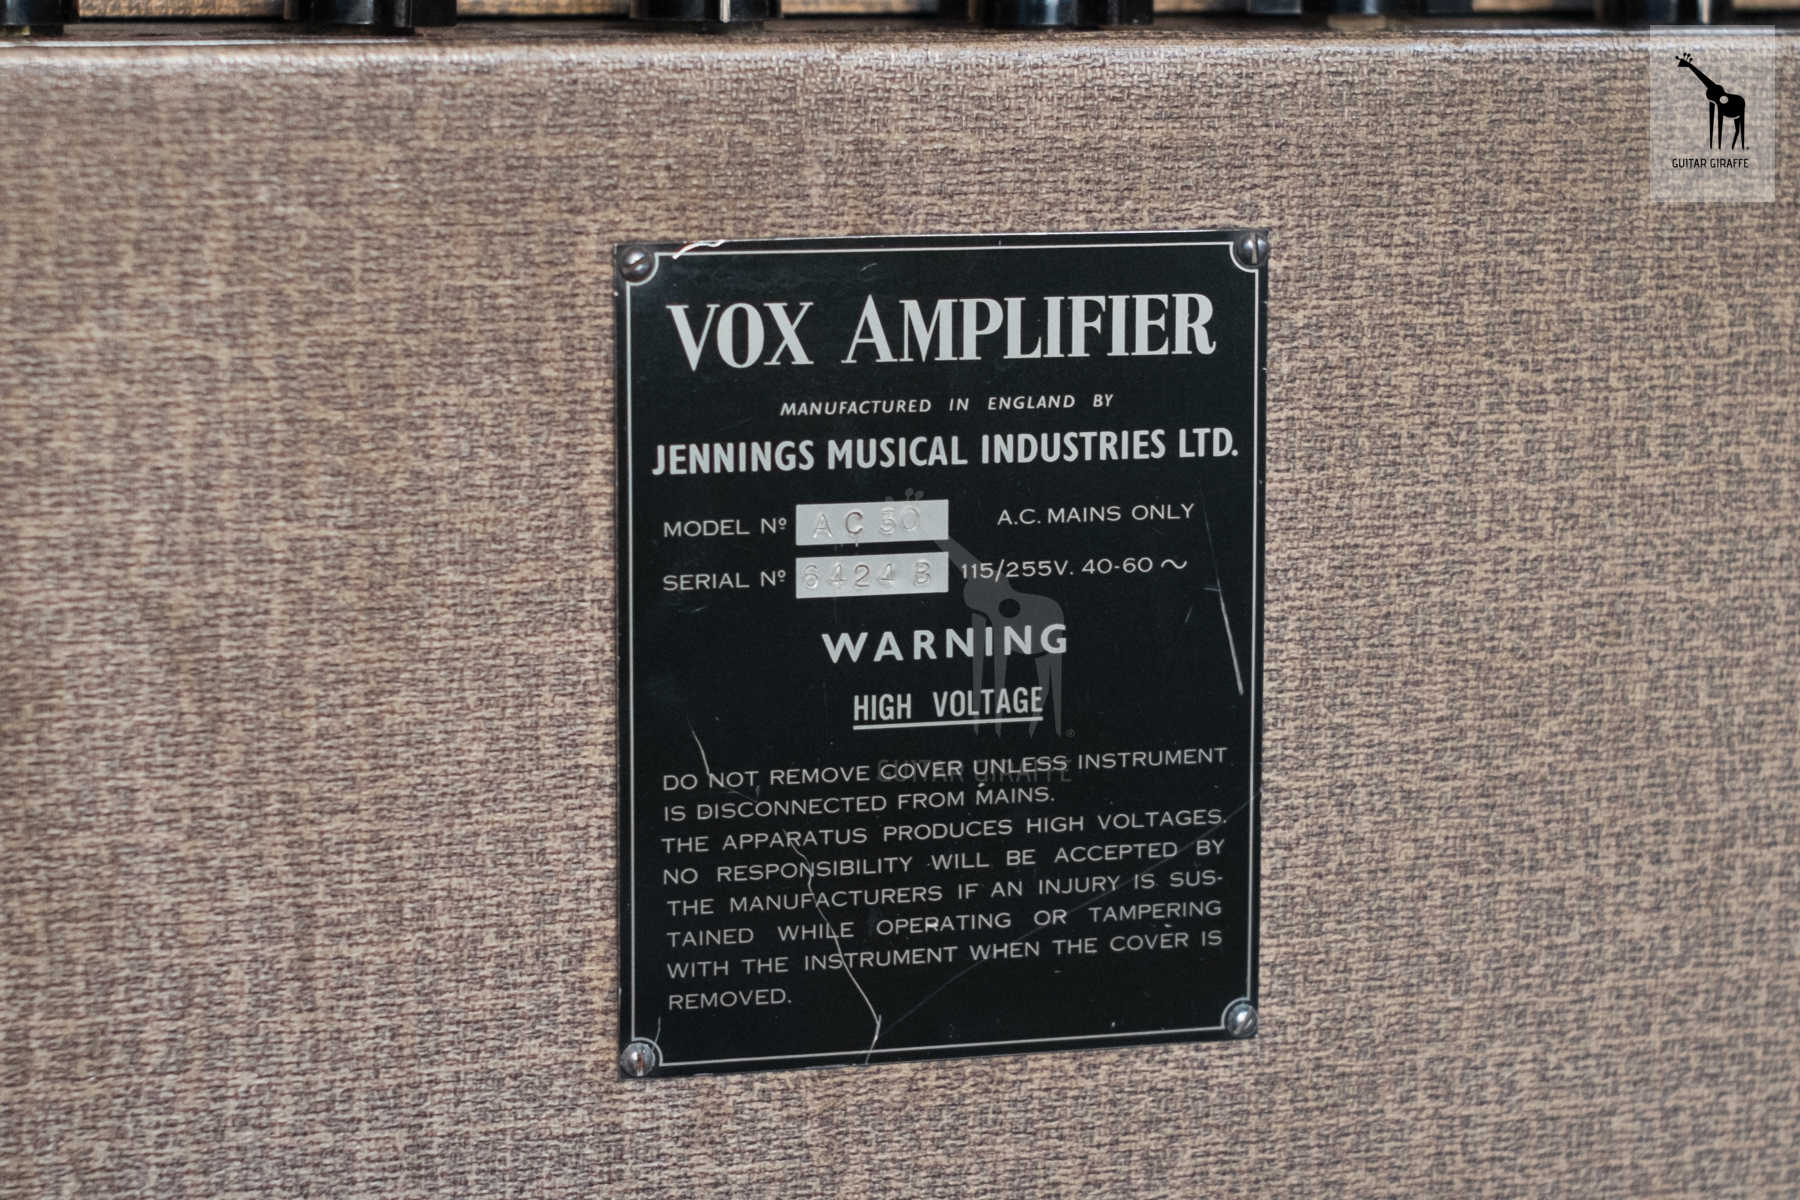 GUITAR GIRAFFE
VOX AMPLIFIER
MANUFACTURED IN ENGLAND BY
JENNINGS MUSICAL INDUSTRIES LTD.
MODEL Nº AC30 A.C. MAINS ONLY
SERIAL Nº 6424B 115/255V. 40-60 ~
WARNING
HIGH VOLTAGE
GUITAR GIRAFFE
DO NOT REMOVE COVER UNLESS INSTRUMENT
IS DISCONNECTED FROM MAINS.
THE APPARATUS PRODUCES HIGH VOLTAGES.
NO RESPONSIBILITY WILL BE ACCEPTED BY
THE MANUFACTURERS IF AN INJURY IS SUS-
TAINED WHILE OPERATING OR TAMPERING
WITH THE INSTRUMENT WHEN THE COVER IS
REMOVED.